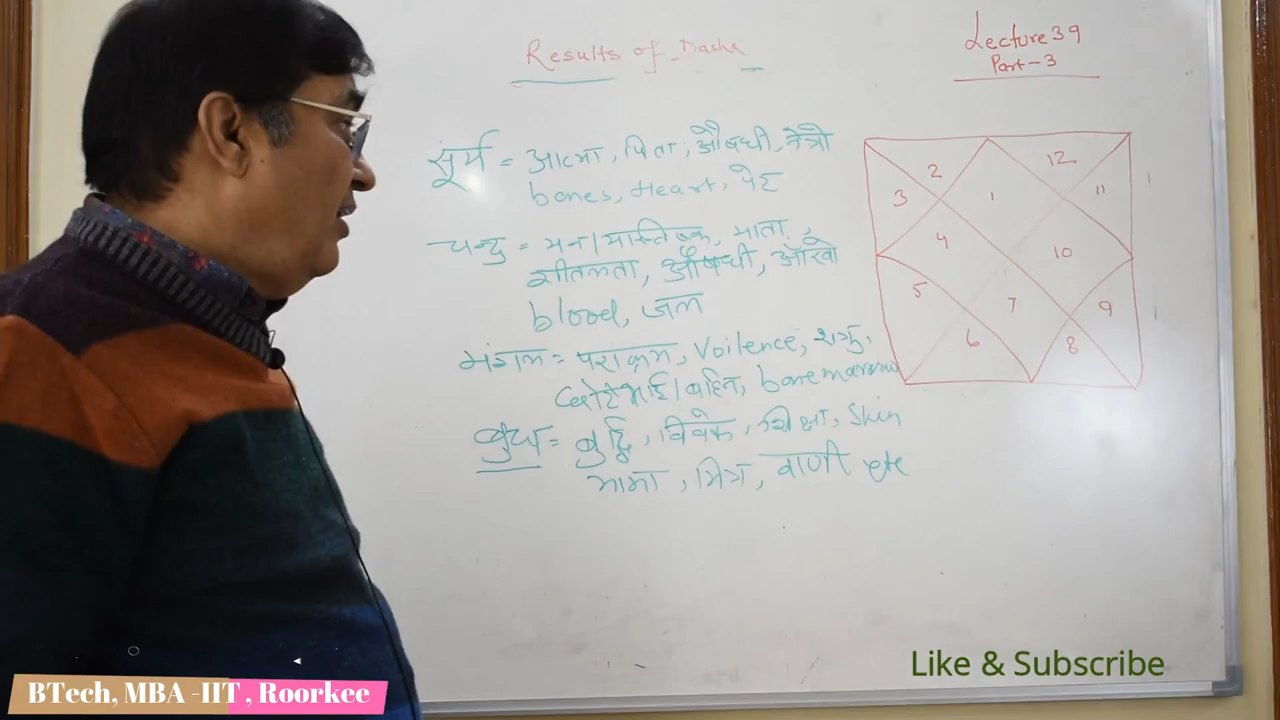 Results of Dasha
Lecture 39
Part-3
सूर्य = आत्मा, पिता, औषधी, नेत्रो
bones, Heart, पेट
चन्द्र = मन/मास्तिष्क, माता,
शीतलता, औषधी, आँखो
blood, जल
मंगल = पराक्रम, Voilence, शत्रु,
छोटे भाई/बहिन, bone marrow
बुध = बुद्धि, विवेक, शिक्षा, Skin
मामा, मित्र, वाणी etc
2 12
3 1 11
4 10
5 7 9
6 8
Like & Subscribe
BTech, MBA -IIT , Roorkee